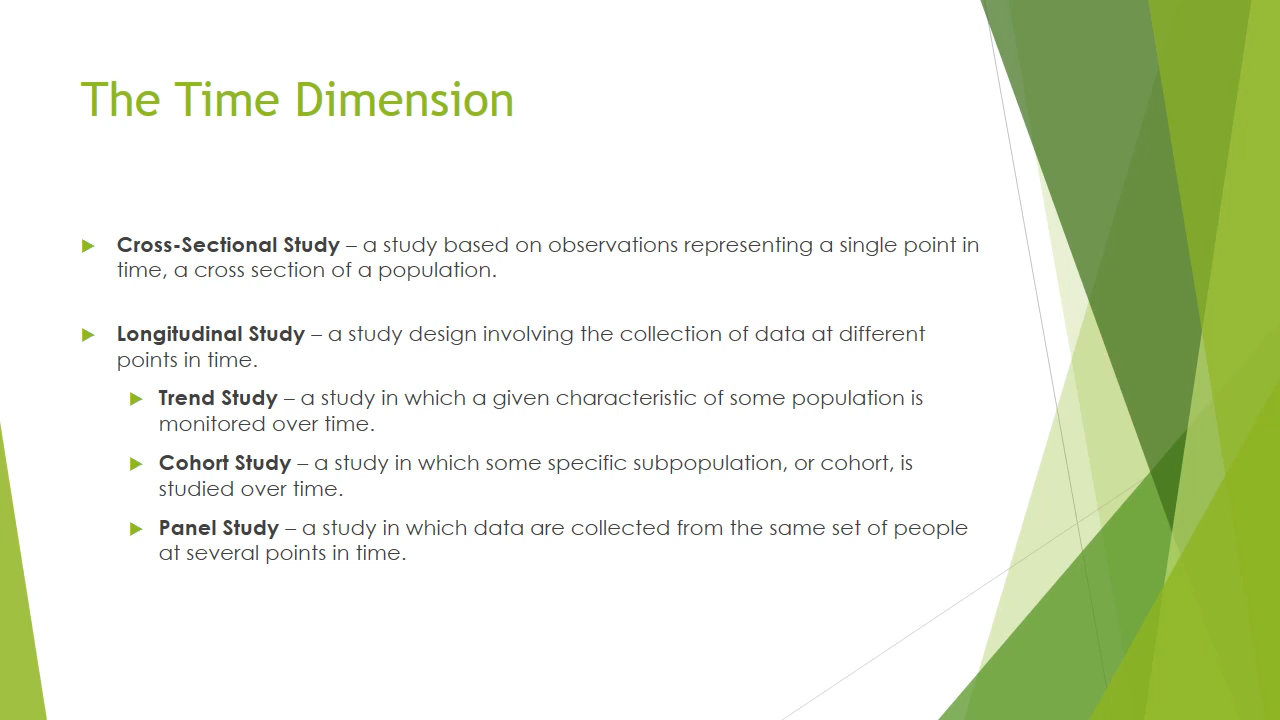 The Time Dimension
Cross-Sectional Study – a study based on observations representing a single point in
time, a cross section of a population.
Longitudinal Study – a study design involving the collection of data at different
points in time.
Trend Study – a study in which a given characteristic of some population is
monitored over time.
Cohort Study – a study in which some specific subpopulation, or cohort, is
studied over time.
Panel Study – a study in which data are collected from the same set of people
at several points in time.